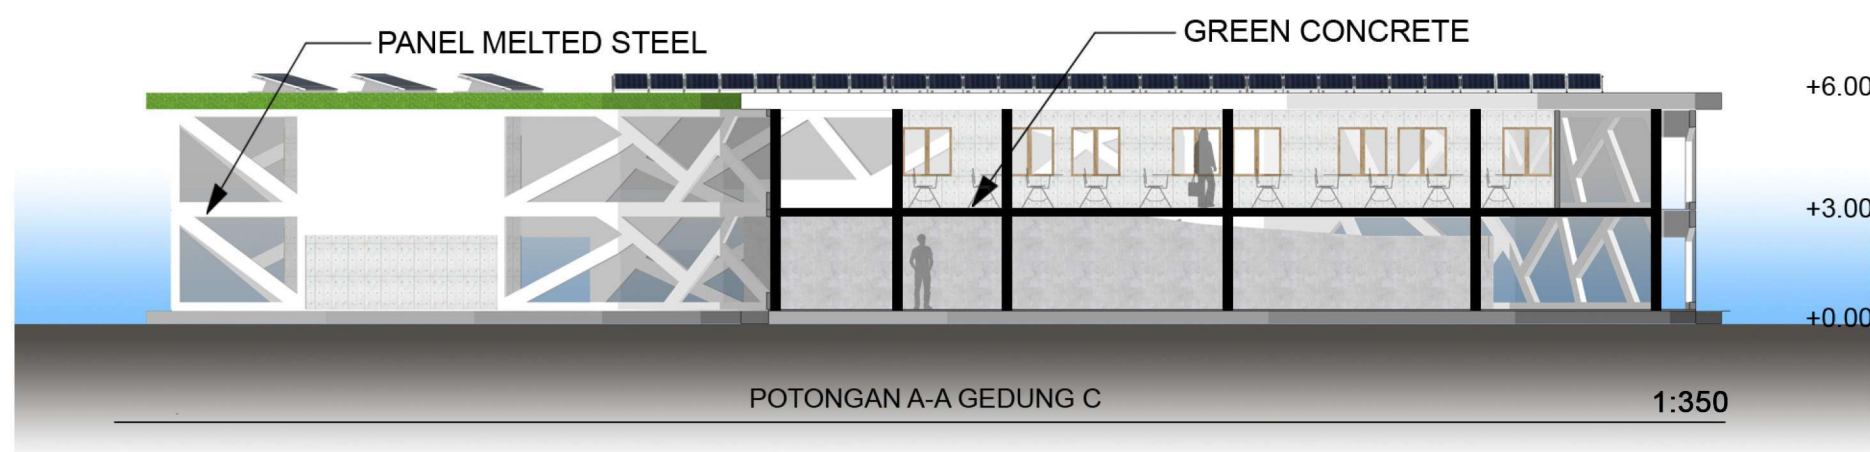 PANEL MELTED STEEL
GREEN CONCRETE
+6.00
+3.00
+0.00
POTONGAN A-A GEDUNG C
1:350